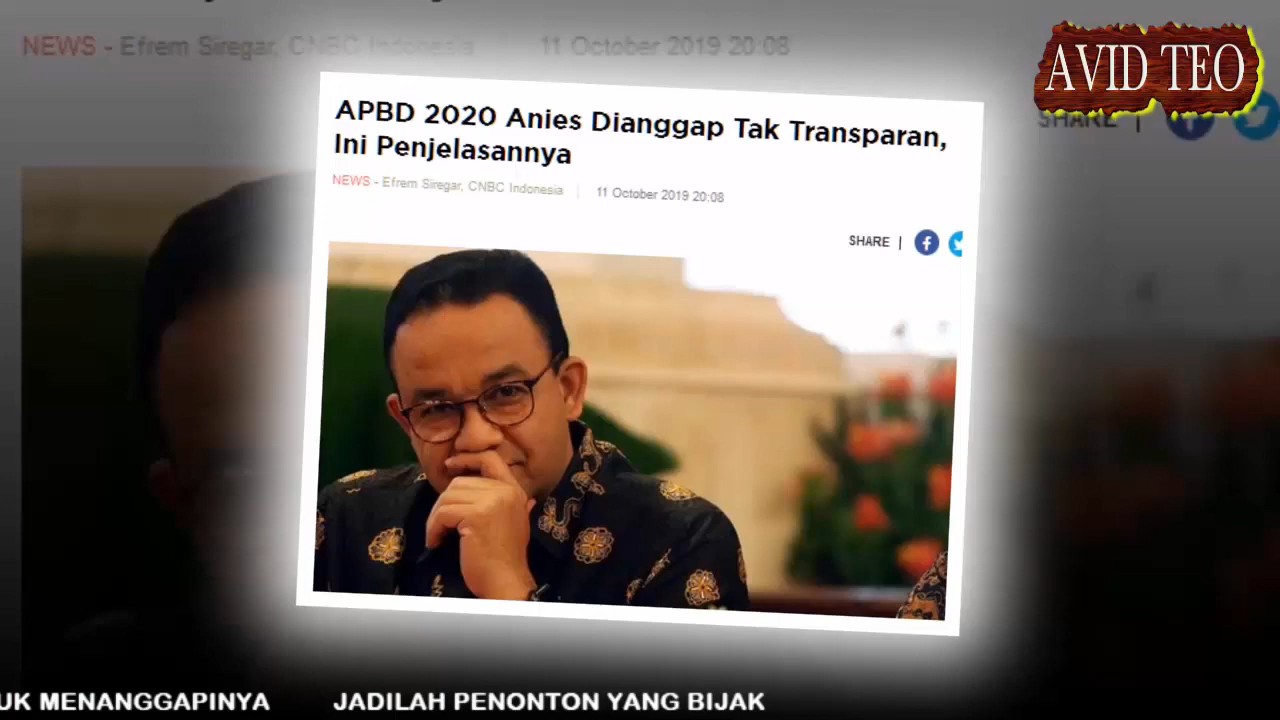 NEWS - Efrem Siregar, CNBC Indonesia 11 October 2019 20:08
AVID TEO
SHARE |
APBD 2020 Anies Dianggap Tak Transparan,
Ini Penjelasannya
NEWS - Efrem Siregar, CNBC Indonesia | 11 October 2019 20:08
SHARE |
UK MENANGGAPINYA JADILAH PENONTON YANG BIJAK